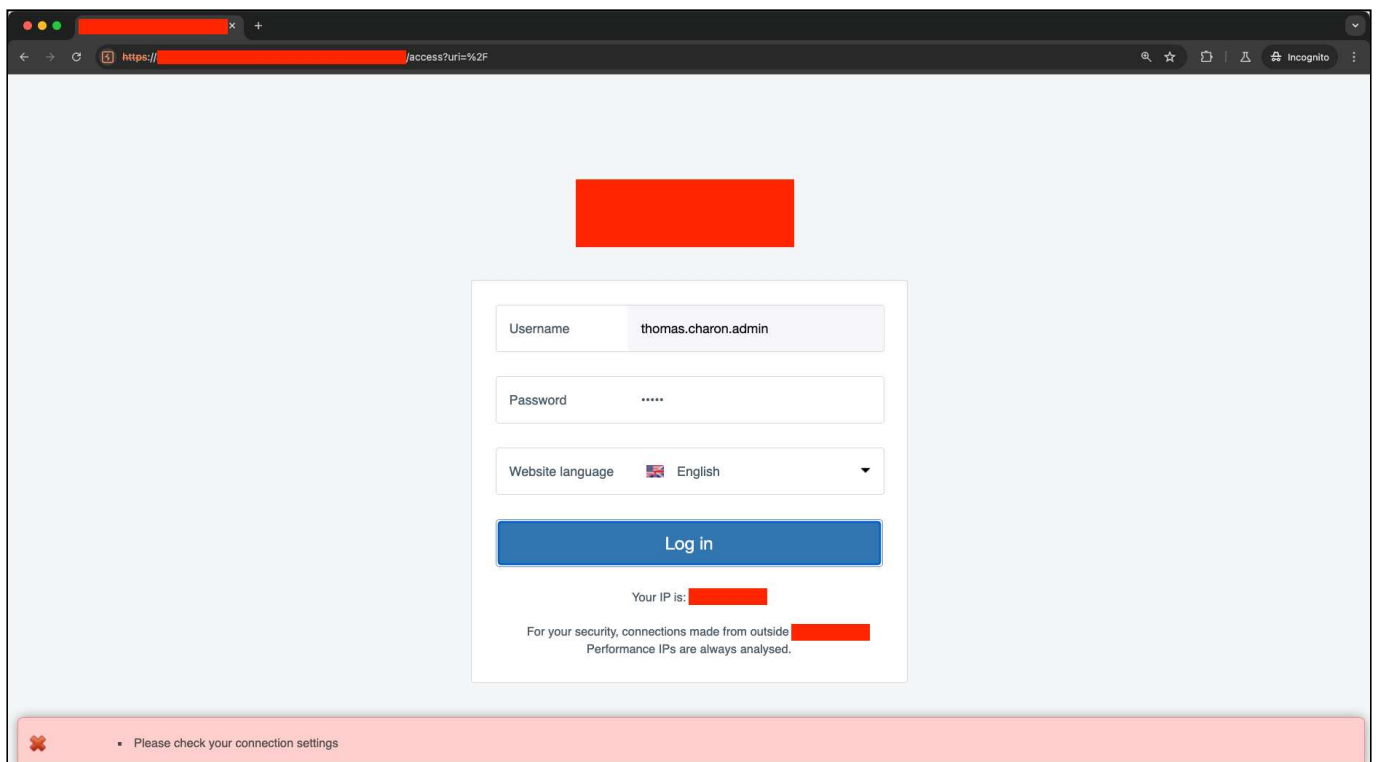 https:// /access?uri=%2F
Incognito
Username thomas.charon.admin
Password •••••
Website language English
Log in
Your IP is:
For your security, connections made from outside
Performance IPs are always analysed.
Please check your connection settings